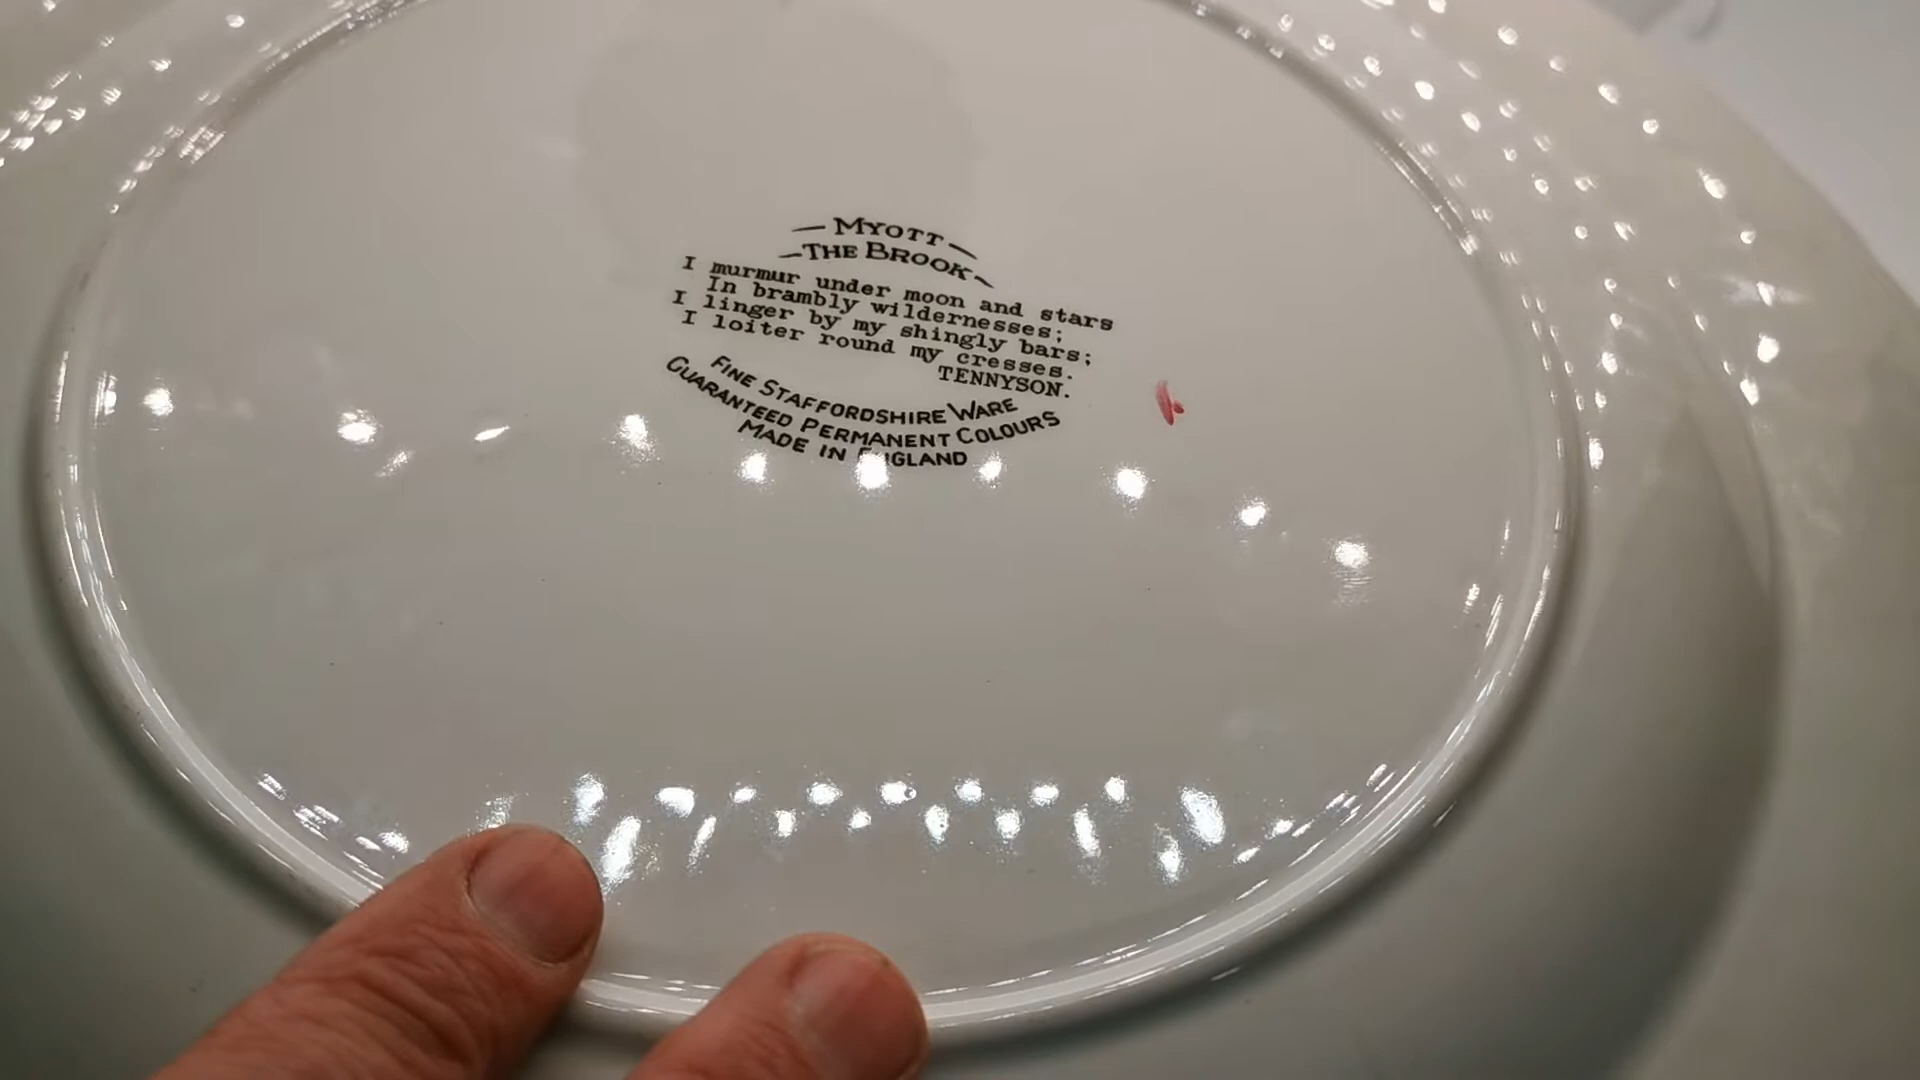 MYOTT
THE BROOK
I murmur under moon and stars
In brambly wildernesses;
I linger by my shingly bars;
I loiter round my cresses.
TENNYSON.
FINE STAFFORDSHIRE WARE
GUARANTEED PERMANENT COLOURS
MADE IN ENGLAND